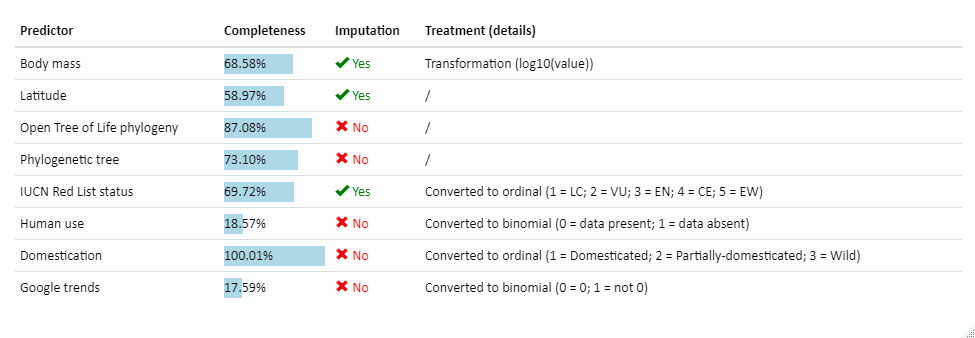 Predictor Completeness Imputation Treatment (details)
Body mass 68.58% Yes Transformation (log10(value))
Latitude 58.97% Yes /
Open Tree of Life phylogeny 87.08% No /
Phylogenetic tree 73.10% No /
IUCN Red List status 69.72% Yes Converted to ordinal (1 = LC; 2 = VU; 3 = EN; 4 = CE; 5 = EW)
Human use 18.57% No Converted to binomial (0 = data present; 1 = data absent)
Domestication 100.01% No Converted to ordinal (1 = Domesticated; 2 = Partially-domesticated; 3 = Wild)
Google trends 17.59% No Converted to binomial (0 = 0; 1 = not 0)